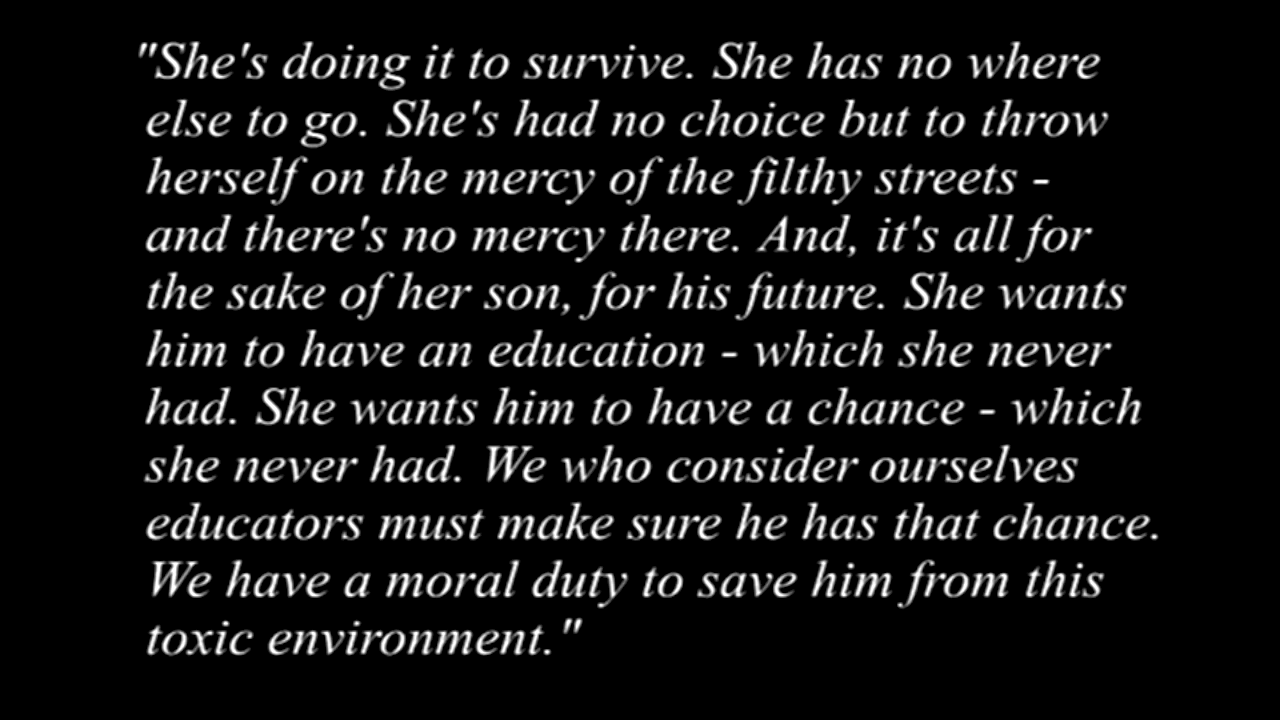 "She's doing it to survive. She has no where
else to go. She's had no choice but to throw
herself on the mercy of the filthy streets -
and there's no mercy there. And, it's all for
the sake of her son, for his future. She wants
him to have an education - which she never
had. She wants him to have a chance - which
she never had. We who consider ourselves
educators must make sure he has that chance.
We have a moral duty to save him from this
toxic environment."